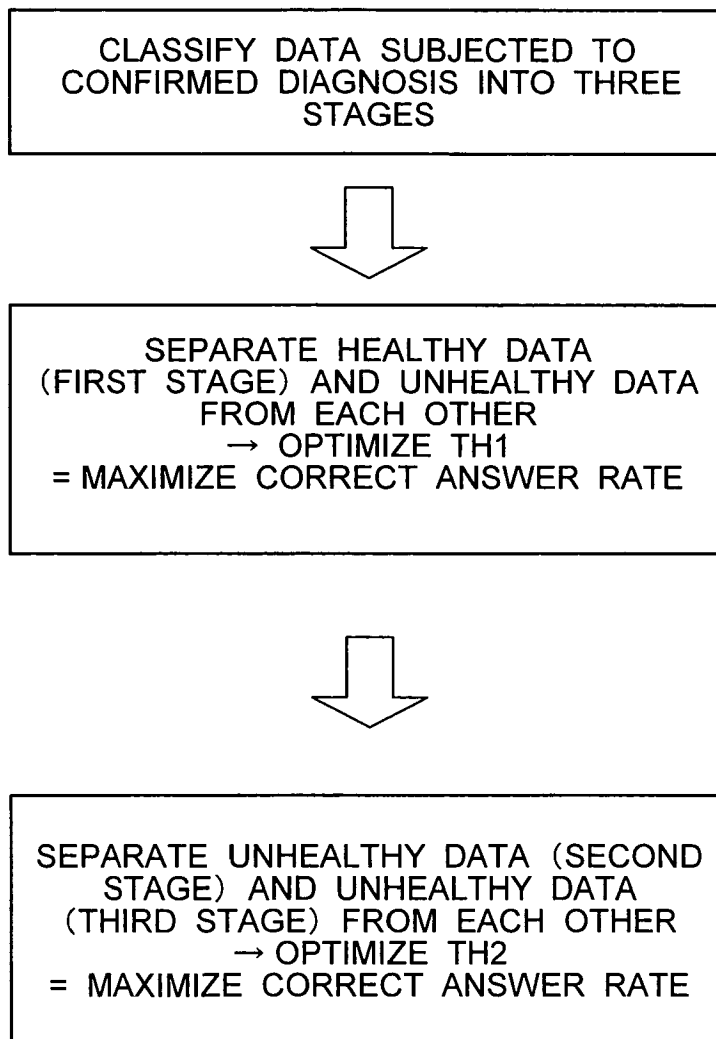 CLASSIFY DATA SUBJECTED TO
CONFIRMED DIAGNOSIS INTO THREE
STAGES
SEPARATE HEALTHY DATA
(FIRST STAGE) AND UNHEALTHY DATA
FROM EACH OTHER
→ OPTIMIZE TH1
= MAXIMIZE CORRECT ANSWER RATE
SEPARATE UNHEALTHY DATA (SECOND
STAGE) AND UNHEALTHY DATA
(THIRD STAGE) FROM EACH OTHER
→ OPTIMIZE TH2
= MAXIMIZE CORRECT ANSWER RATE